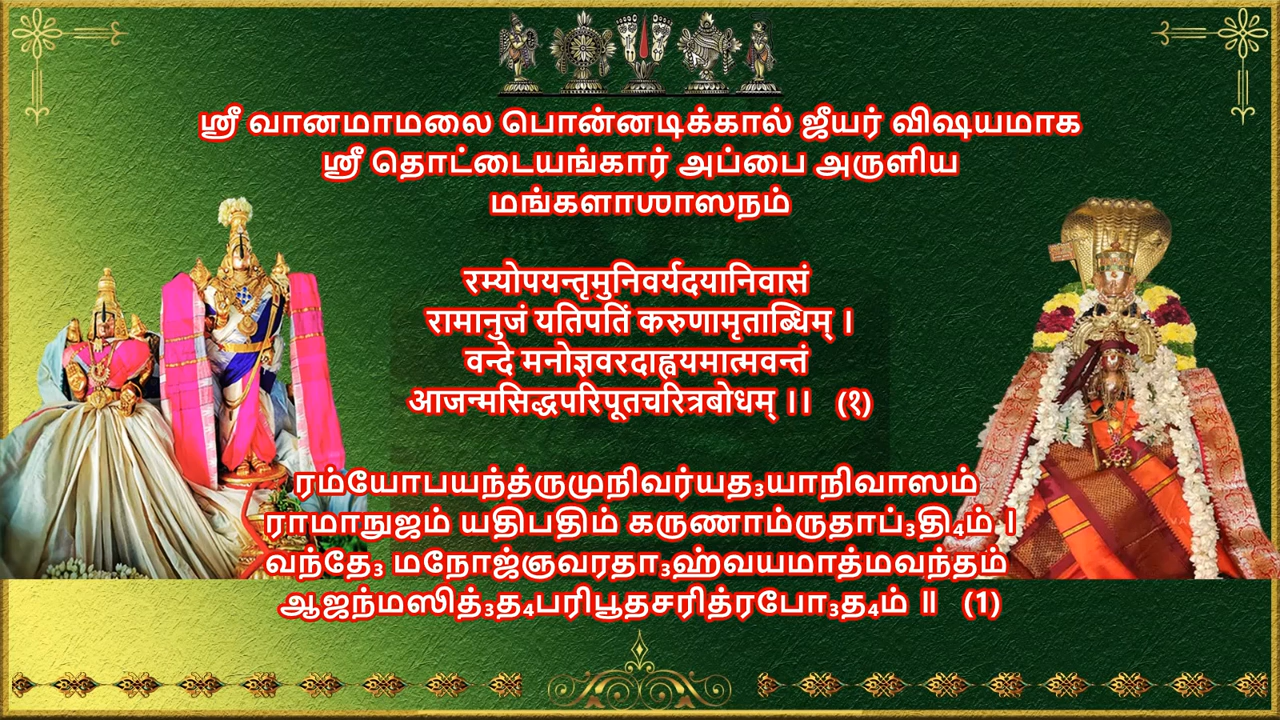 ஸ்ரீ வானமாமலை பொன்னடிக்கால் ஜீயர் விஷயமாக
ஸ்ரீ தொட்டையங்கார் அப்பை அருளிய
மங்களாஶாஸநம்
रम्योपयन्तृमुनिवर्यदयानिवासं
रामानुजं यतिपतिं करुणामृताब्धिम् ।
वन्दे मनोज्ञवरदाह्वयमात्मवन्तं
आजन्मसिद्धपरिपूतचरित्रबोधम् ।। (१)
ரம்யோபயந்த்ருமுநிவர்யத₃யாநிவாஸம்
ராமாநுஜம் யதிபதிம் கருணாம்ருதாப்₃தி₄ம் |
வந்தே₃ மநோஜ்ஞவரதா₃ஹ்வயமாத்மவந்தம்
ஆஜந்மஸித்₃த₄பரிபூதசரித்ரபோ₃த₄ம் ॥ (1)